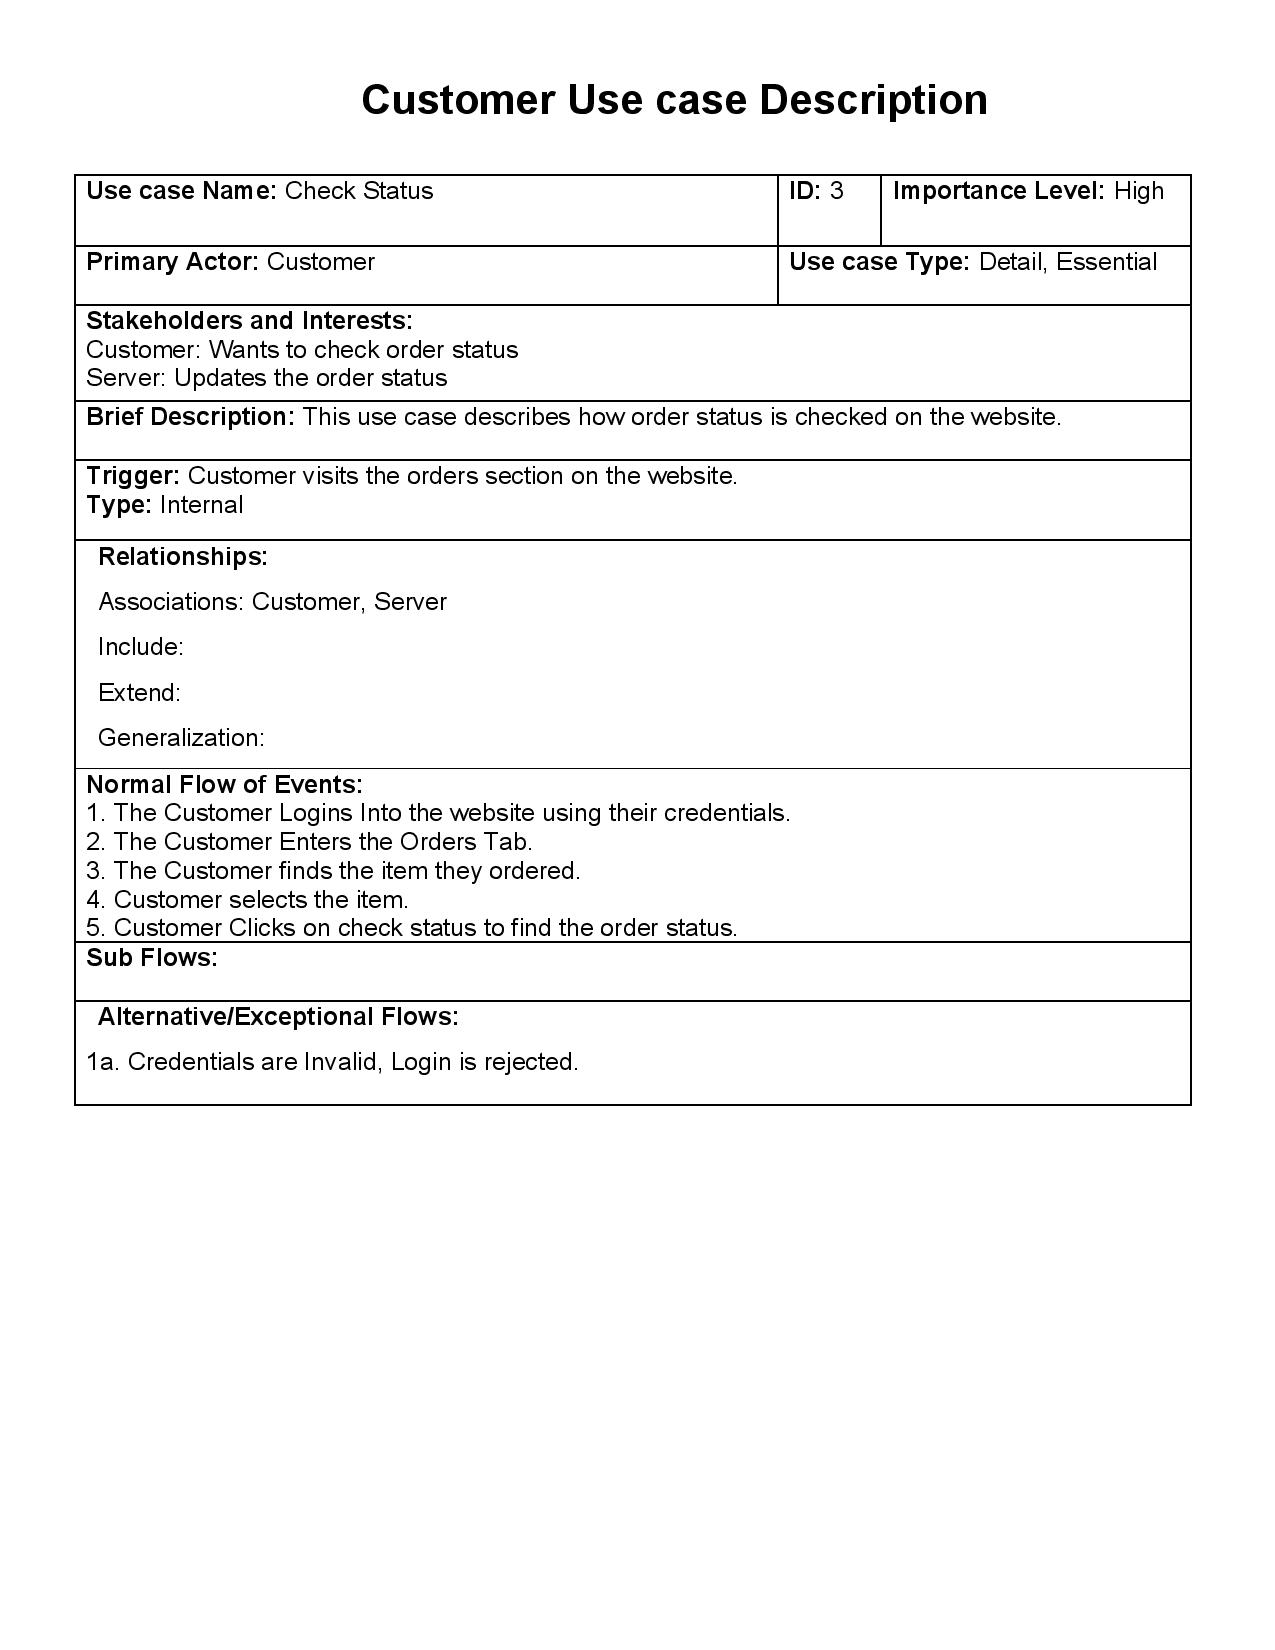 Customer Use case Description
Use case Name: Check Status
ID: 3
Importance Level: High
Primary Actor: Customer
Use case Type: Detail, Essential
Stakeholders and Interests:
Customer: Wants to check order status
Server: Updates the order status
Brief Description: This use case describes how order status is checked on the website.
Trigger: Customer visits the orders section on the website.
Type: Internal
Relationships:
Associations: Customer, Server
Include:
Extend:
Generalization:
Normal Flow of Events:
1. The Customer Logins Into the website using their credentials.
2. The Customer Enters the Orders Tab.
3. The Customer finds the item they ordered.
4. Customer selects the item.
5. Customer Clicks on check status to find the order status.
Sub Flows:
Alternative/Exceptional Flows:
1a. Credentials are Invalid, Login is rejected.